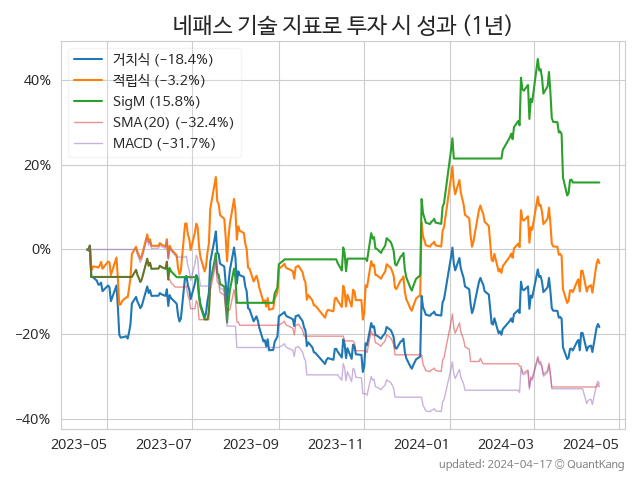 네패스 기술 지표로 투자 시 성과 (1년)
거치식 (−18.4%)
적립식 (−3.2%)
SigM (15.8%)
SMA(20) (−32.4%)
MACD (−31.7%)
40%
20%
0%
−20%
−40%
2023-05 2023-07 2023-09 2023-11 2024-01 2024-03 2024-05
updated: 2024-04-17 © QuantKang